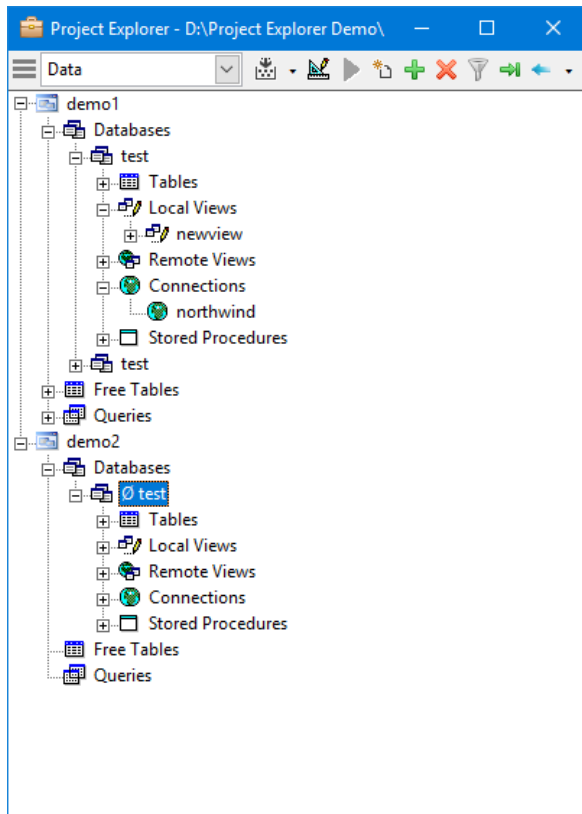 Project Explorer - D:\Project Explorer Demo\
Data
demo1
Databases
test
Tables
Local Views
newview
Remote Views
Connections
northwind
Stored Procedures
test
Free Tables
Queries
demo2
Databases
Ø test
Tables
Local Views
Remote Views
Connections
Stored Procedures
Free Tables
Queries